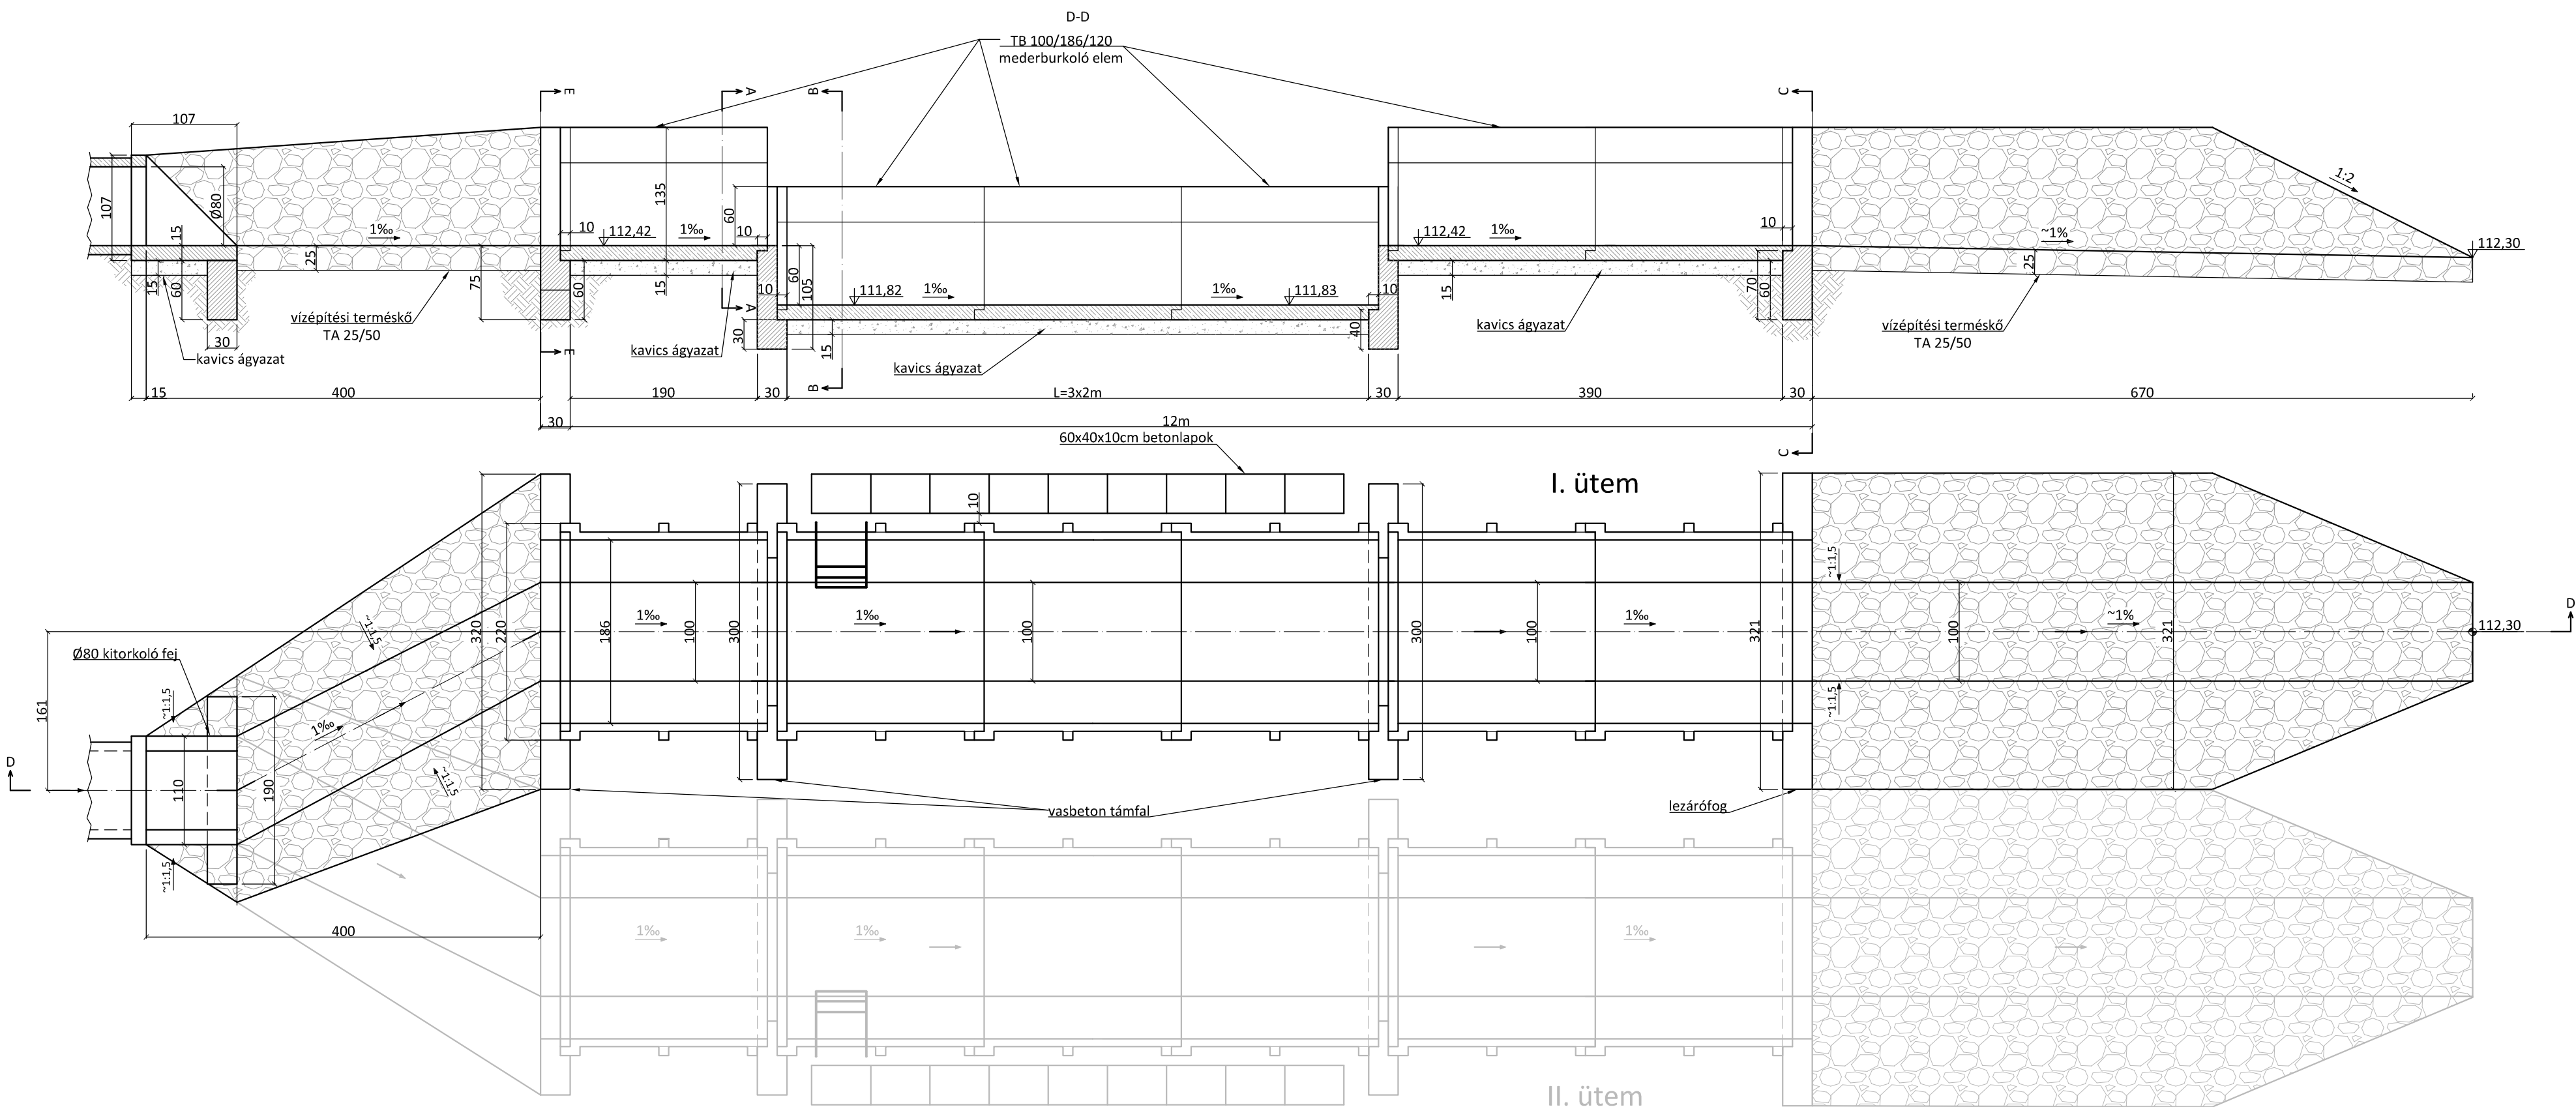 D-D
TB 100/186/120
mederburkoló elem
E
A
B
C
107
107
Ø80
15
15
60
30
kavics ágyazat
1‰
25
75
vízépítési terméskő
TA 25/50
10
112,42
135
1‰
60
10
60
15
kavics ágyazat
A
E
B
10
60
105
30
15
111,82
1‰
1‰
111,83
kavics ágyazat
10
40
112,42
1‰
15
kavics ágyazat
10
70
60
~1%
25
1:2
112,30
vízépítési terméskő
TA 25/50
15
400
190
30
L=3x2m
30
390
30
670
30
12m
C
60x40x10cm betonlapok
I. ütem
10
320
220
186
1‰
100
300
1‰
100
300
100
1‰
321
~1:1,5
100
~1%
321
~1:1,5
112,30
D
Ø80 kitorkoló fej
161
~1:1,5
~1:1,5
1‰
~1:1,5
110
190
~1:1,5
D
400
vasbeton támfal
lezárófog
1‰
1‰
1‰
II. ütem